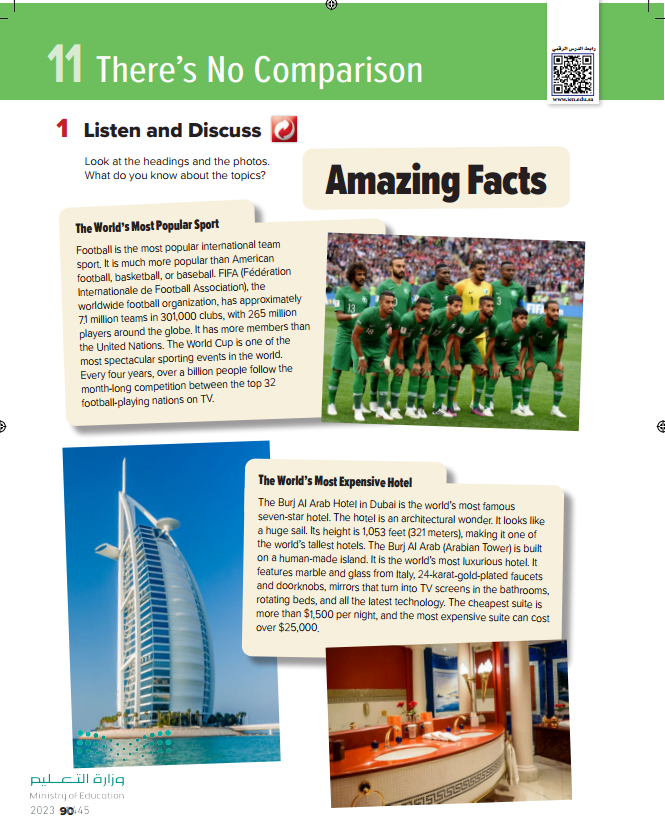 رابط الدرس الرقمي
www.ien.edu.sa
11 There's No Comparison
1 Listen and Discuss
Look at the headings and the photos.
What do you know about the topics?
Amazing Facts
The World's Most Popular Sport
Football is the most popular international team
sport. It is much more popular than American
football, basketball, or baseball. FIFA (Fédération
Internationale de Football Association), the
worldwide football organization, has approximately
7.1 million teams in 301,000 clubs, with 265 million
players around the globe. It has more members than
the United Nations. The World Cup is one of the
most spectacular sporting events in the world.
Every four years, over a billion people follow the
month-long competition between the top 32
football-playing nations on TV.
The World's Most Expensive Hotel
The Burj Al Arab Hotel in Dubai is the world's most famous
seven-star hotel. The hotel is an architectural wonder. It looks like
a huge sail. Its height is 1,053 feet (321 meters), making it one of
the world's tallest hotels. The Burj Al Arab (Arabian Tower) is built
on a human-made island. It is the world's most luxurious hotel. It
features marble and glass from Italy, 24-karat-gold-plated faucets
and doorknobs, mirrors that turn into TV screens in the bathrooms,
rotating beds, and all the latest technology. The cheapest suite is
more than $1,500 per night, and the most expensive suite can cost
over $25,000.
وزارة التعليم
Ministry of Education
2023 90 445